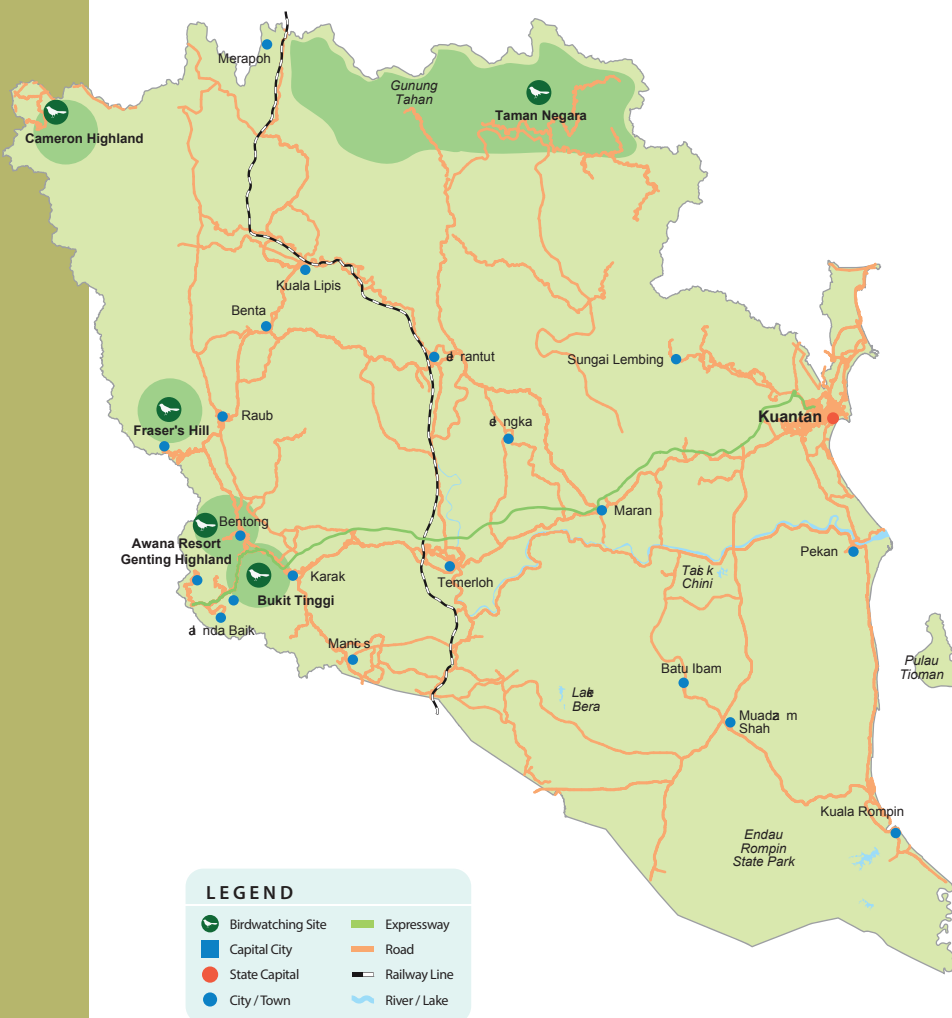 Merapoh
Gunung
Tahan
Taman Negara
Cameron Highland
Kuala Lipis
Benta
Sungai Lembing
Raub
Kuantan
Fraser's Hill
Maran
Bentong
Awana Resort
Genting Highland
Pekan
Karak
Temerloh
Chini
Bukit Tinggi
Baik
Pulau
Tioman
Batu Ibam
Bera
Shah
Kuala Rompin
Endau
Rompin
State Park
LEGEND
Birdwatching Site
Expressway
Capital City
Road
State Capital
Railway Line
City / Town
River / Lake